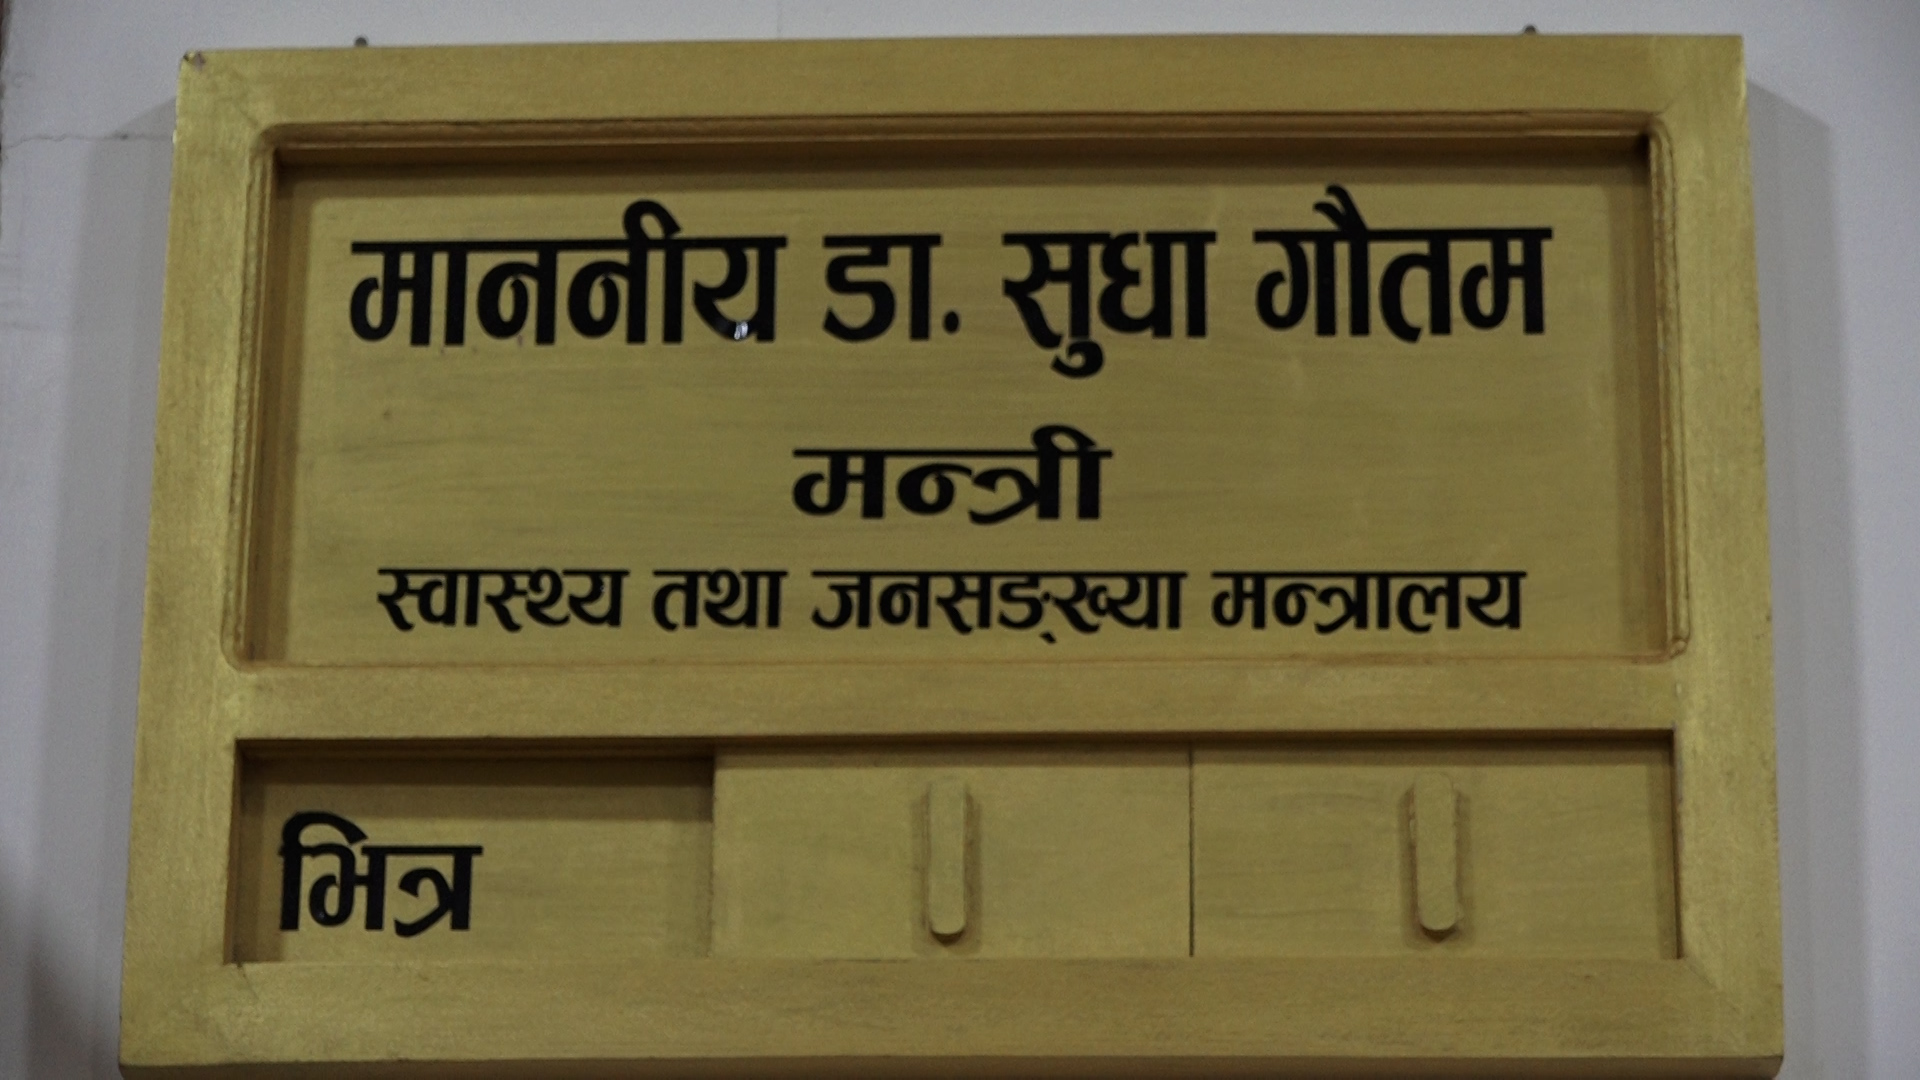 माननीय डा. सुधा गौतम
मन्त्री
स्वास्थ्य तथा जनसङ्ख्या मन्त्रालय
भित्र